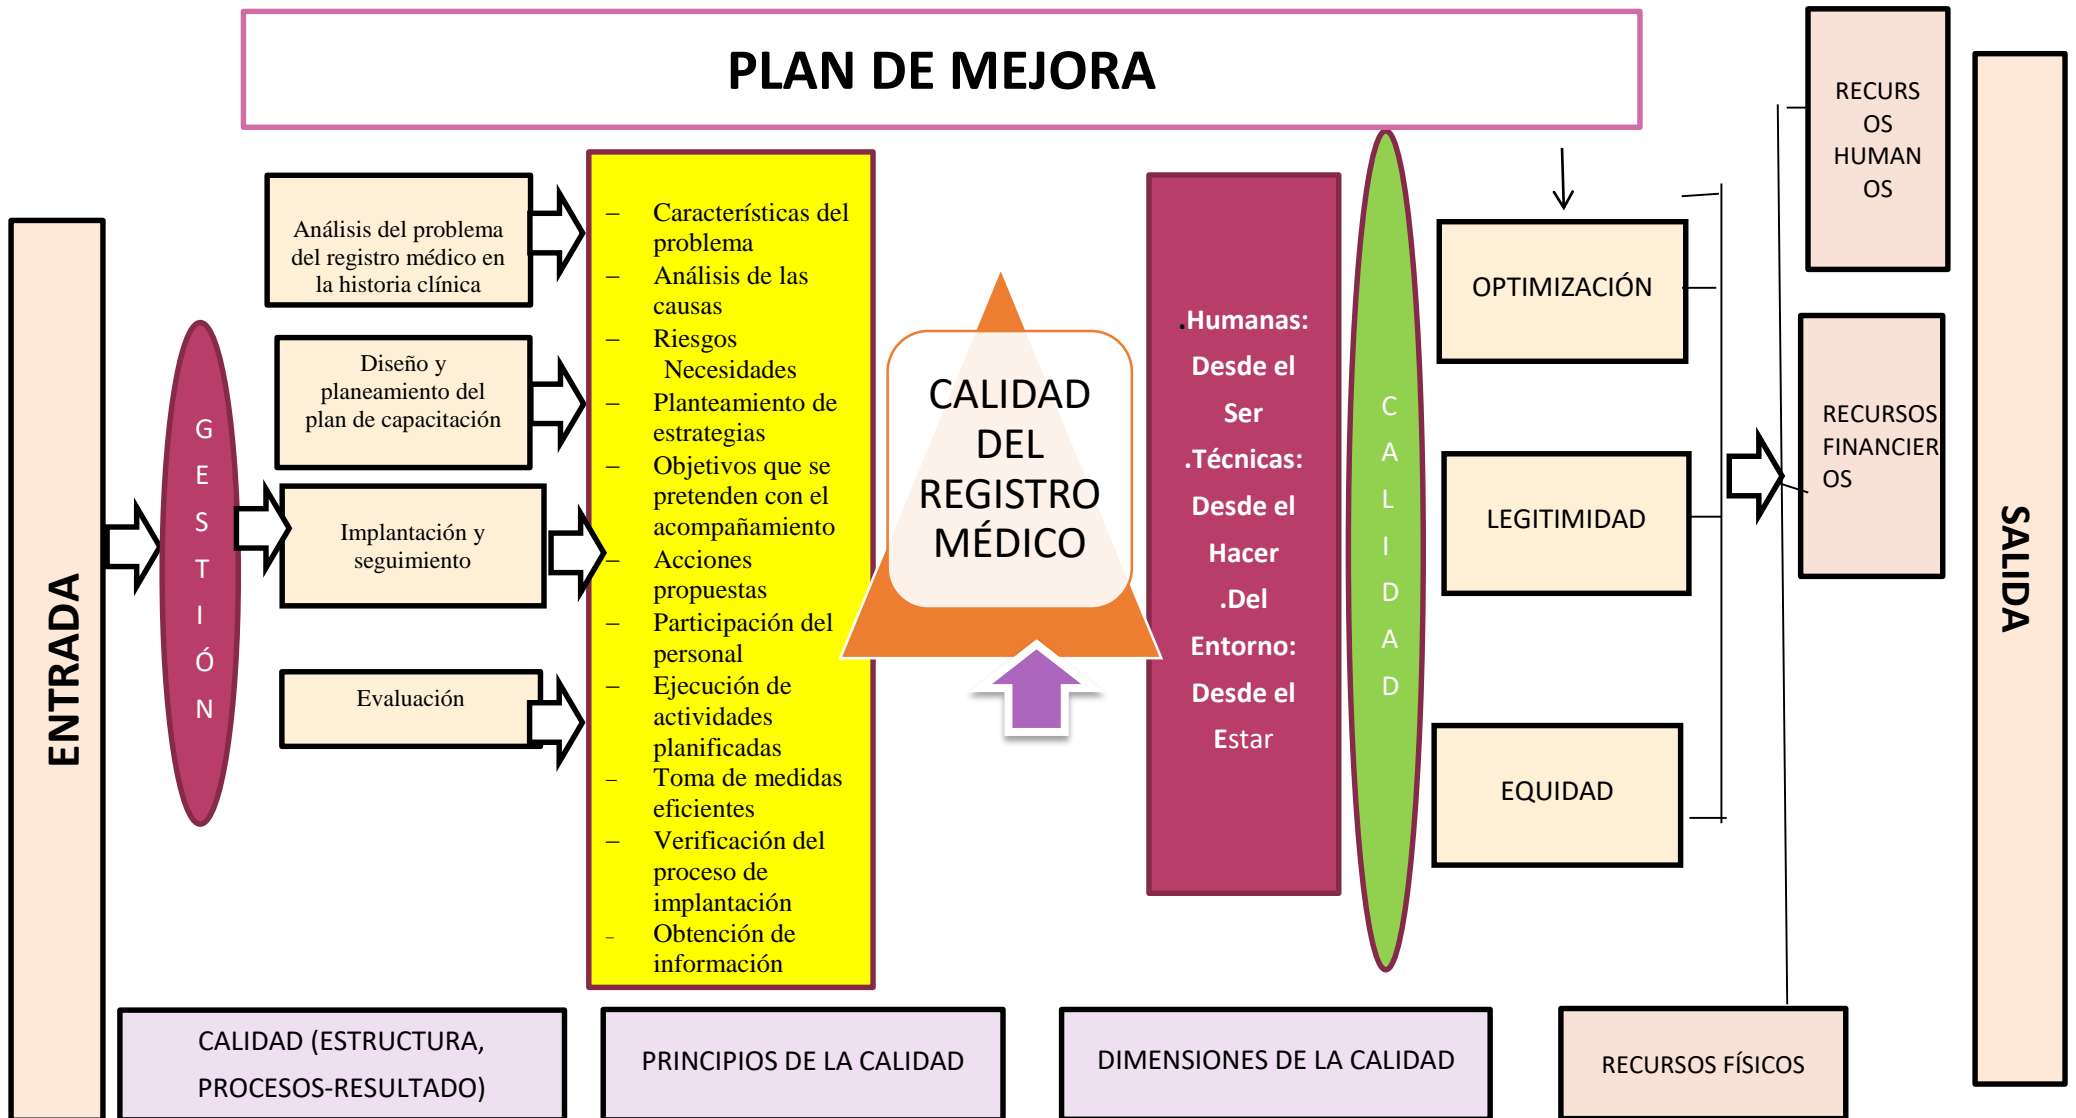 PLAN DE MEJORA
ENTRADA
GESTIÓN
Análisis del problema
del registro médico en
la historia clínica
Diseño y
planeamiento del
plan de capacitación
Implantación y
seguimiento
Evaluación
– Características del
problema
– Análisis de las
causas
– Riesgos
Necesidades
– Planteamiento de
estrategias
– Objetivos que se
pretenden con el
acompañamiento
– Acciones
propuestas
– Participación del
personal
– Ejecución de
actividades
planificadas
– Toma de medidas
eficientes
– Verificación del
proceso de
implantación
– Obtención de
información
CALIDAD
DEL
REGISTRO
MÉDICO
.Humanas:
Desde el
Ser
.Técnicas:
Desde el
Hacer
.Del
Entorno:
Desde el
Estar
CALIDAD
OPTIMIZACIÓN
LEGITIMIDAD
EQUIDAD
RECURS
OS
HUMAN
OS
RECURSOS
FINANCIER
OS
SALIDA
CALIDAD (ESTRUCTURA,
PROCESOS-RESULTADO)
PRINCIPIOS DE LA CALIDAD
DIMENSIONES DE LA CALIDAD
RECURSOS FÍSICOS